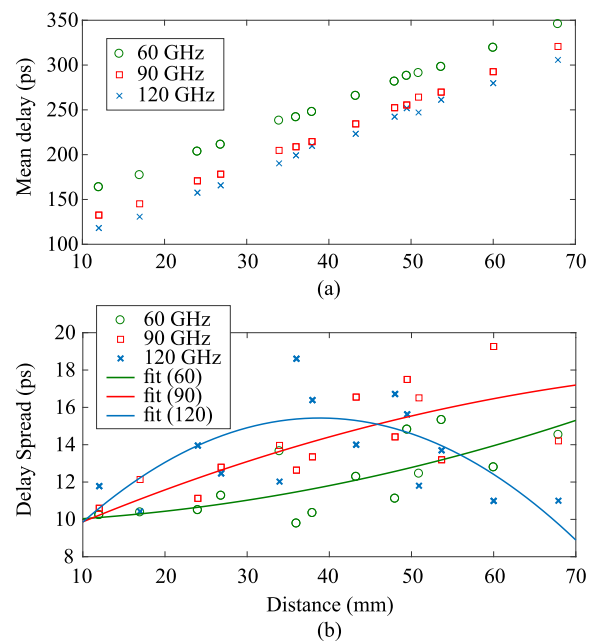 350
300
250
200
150
100
Mean delay (ps)
60 GHz
90 GHz
120 GHz
10 20 30 40 50 60 70
(a)
20
18
16
14
12
10
8
Delay Spread (ps)
60 GHz
90 GHz
120 GHz
fit (60)
fit (90)
fit (120)
10 20 30 40 50 60 70
Distance (mm)
(b)